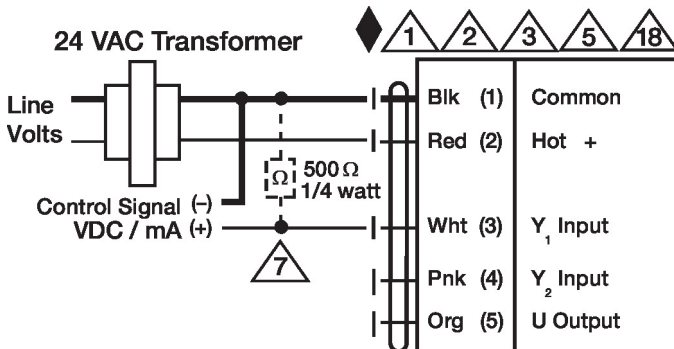 1 2 3 5 18
24 VAC Transformer
Line
Volts
Blk (1) Common
Red (2) Hot +
Ω 500 Ω
1/4 watt
Control Signal (–)
VDC / mA (+)
Wht (3) Y₁ Input
7
Pnk (4) Y₂ Input
Org (5) U Output